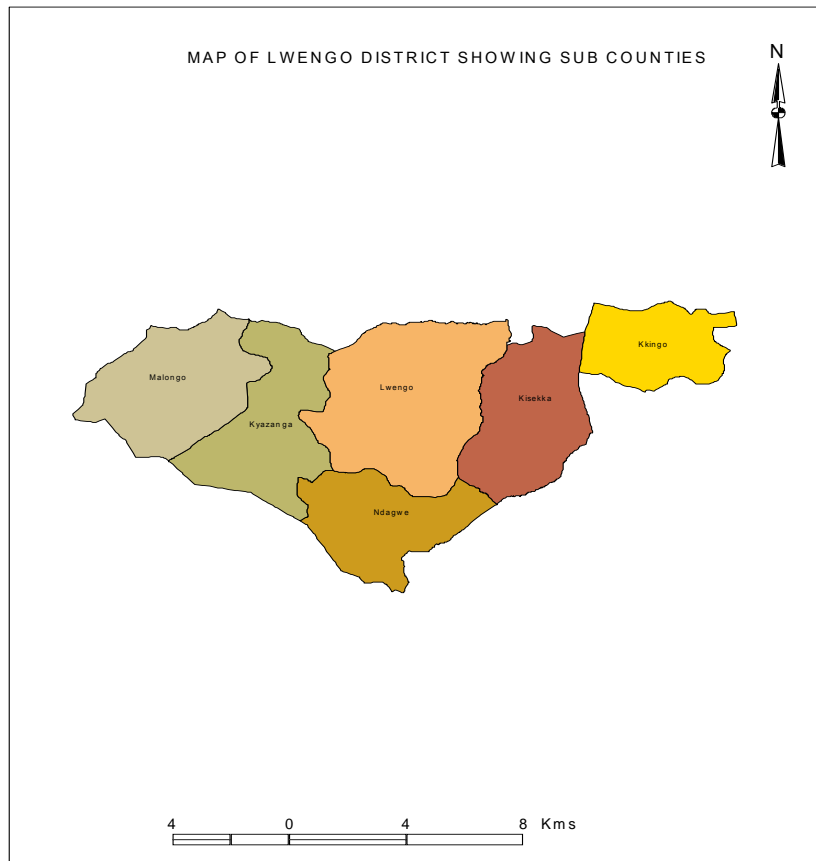 MAP OF LWENGO DISTRICT SHOWING SUB COUNTIES
N
Kkingo
Malongo
Lwengo
Kisekka
Kyazanga
Ndagwe
4 0 4 8 Kms